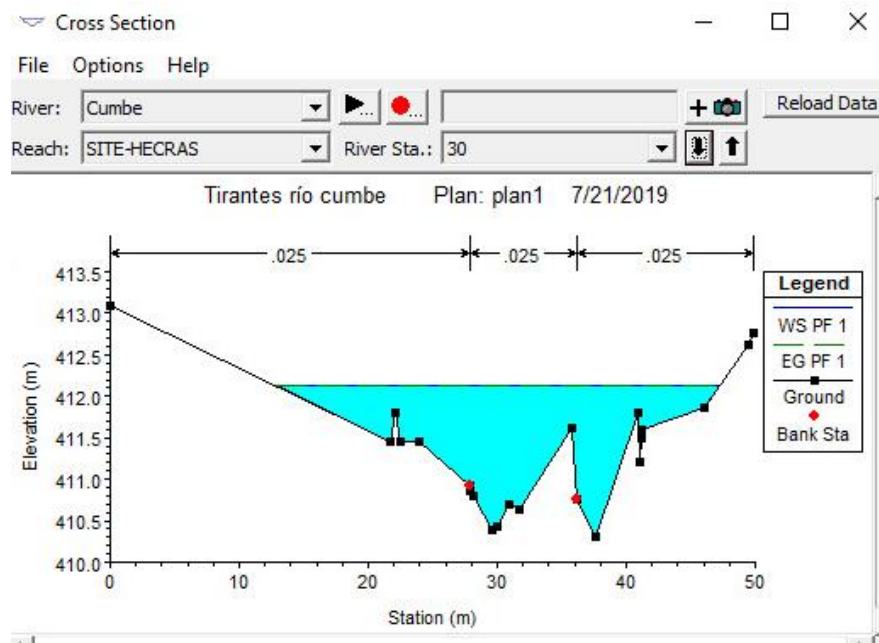 Cross Section
File Options Help
River: Cumbe Reload Data
Reach: SITE-HECRAS River Sta.: 30
Tirantes río cumbe Plan: plan1 7/21/2019
.025 .025 .025
Legend
WS PF 1
EG PF 1
Ground
Bank Sta
413.5
413.0
412.5
412.0
411.5
411.0
410.5
410.0
Elevation (m)
0 10 20 30 40 50
Station (m)